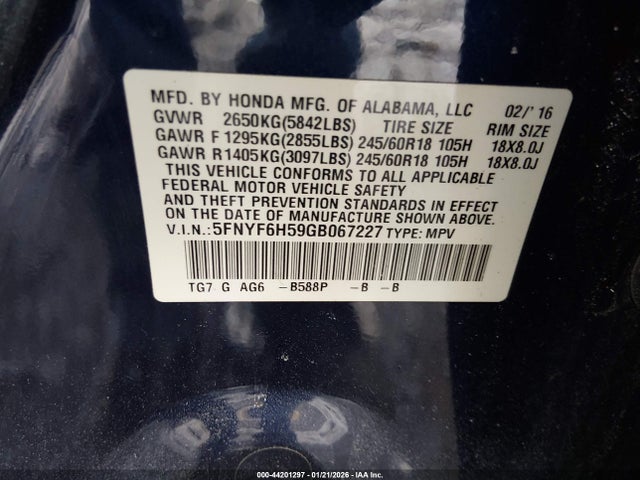 MFD. BY HONDA MFG. OF ALABAMA, LLC 02/'16
GVWR 2650KG(5842LBS) TIRE SIZE RIM SIZE
GAWR F 1295KG(2855LBS) 245/60R18 105H 18X8.0J
GAWR R 1405KG(3097LBS) 245/60R18 105H 18X8.0J
THIS VEHICLE CONFORMS TO ALL APPLICABLE
FEDERAL MOTOR VEHICLE SAFETY
AND THEFT PREVENTION STANDARDS IN EFFECT
ON THE DATE OF MANUFACTURE SHOWN ABOVE.
V.I.N.: 5FNYF6H59GB067227 TYPE: MPV
TG7 G AG6 -B588P -B -B
000-44201297 - 01/21/2026 - IAA Inc.